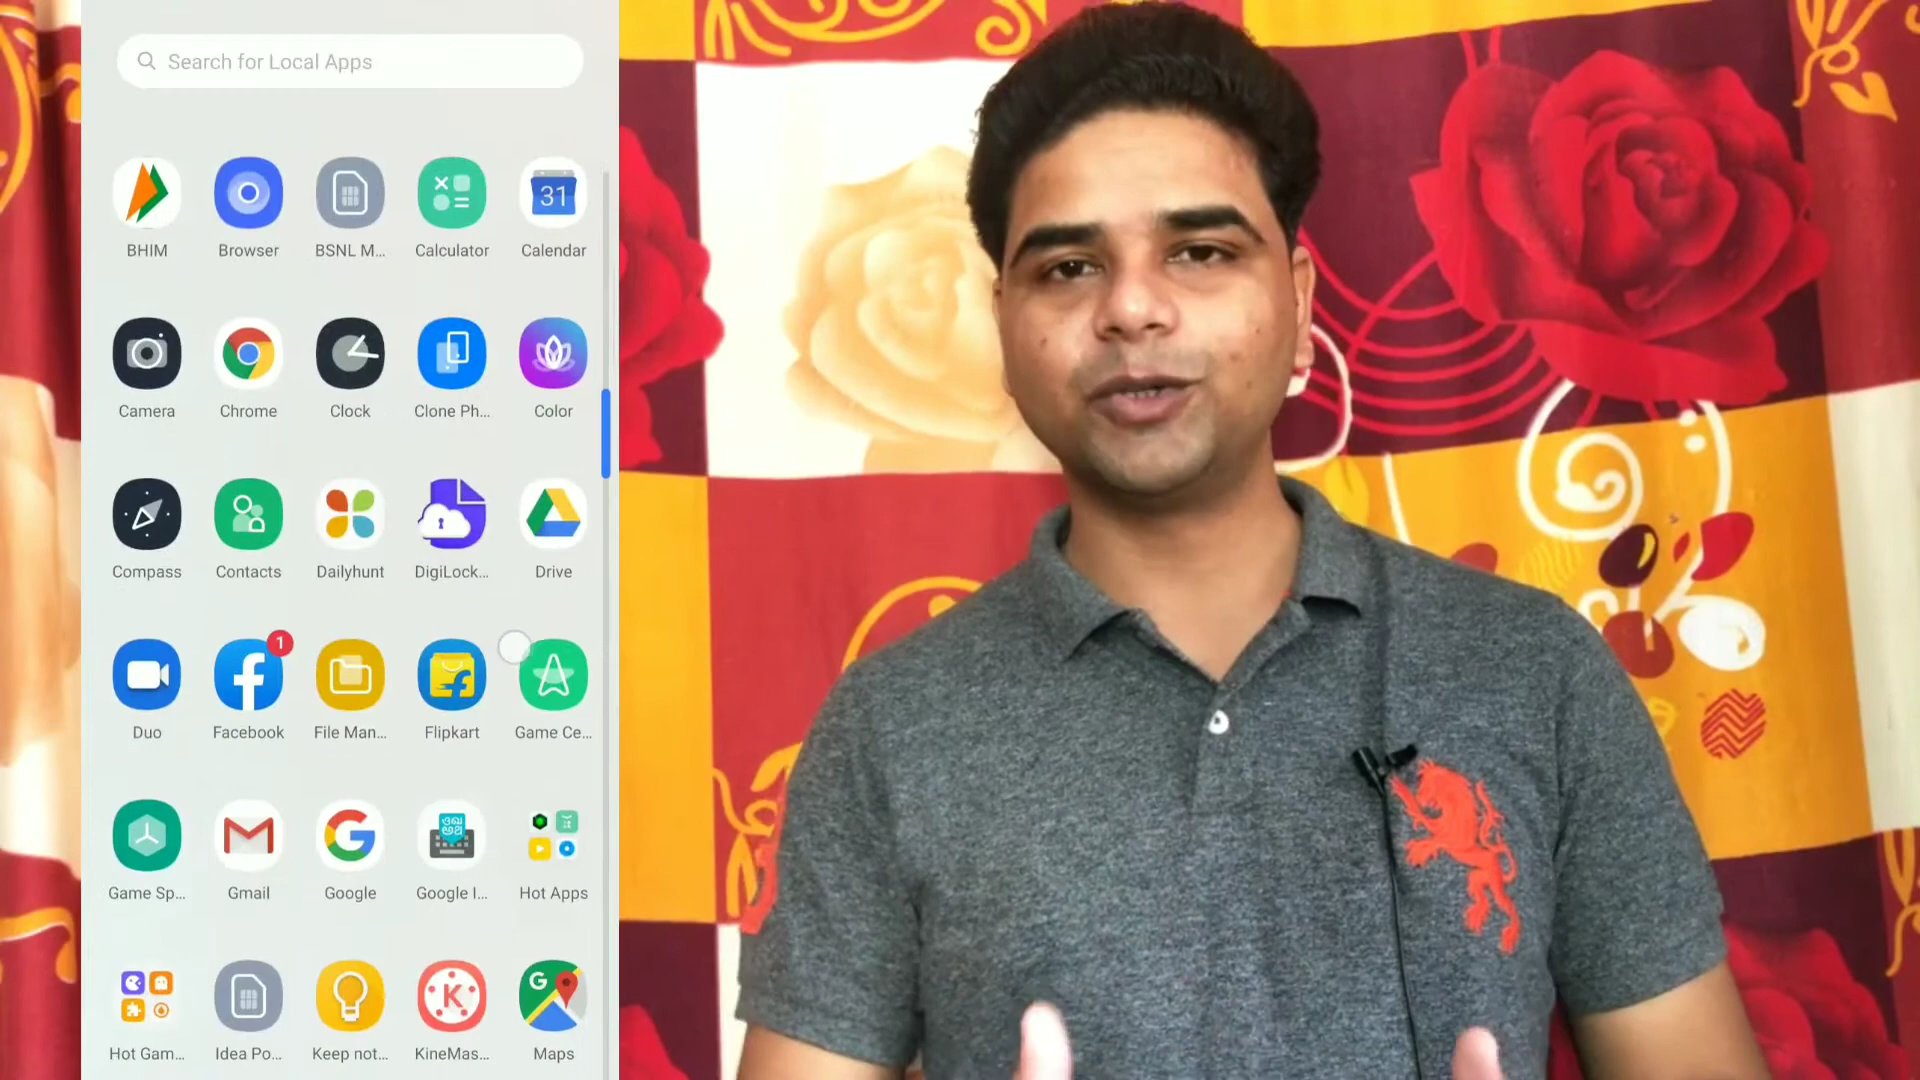 Search for Local Apps
31
BHIM Browser BSNL M... Calculator Calendar
Camera Chrome Clock Clone Ph... Color
Compass Contacts Dailyhunt DigiLock... Drive
1
Duo Facebook File Man... Flipkart Game Ce...
Game Sp... Gmail Google Google I... Hot Apps
K
G
Hot Gam... Idea Po... Keep not... KineMas... Maps